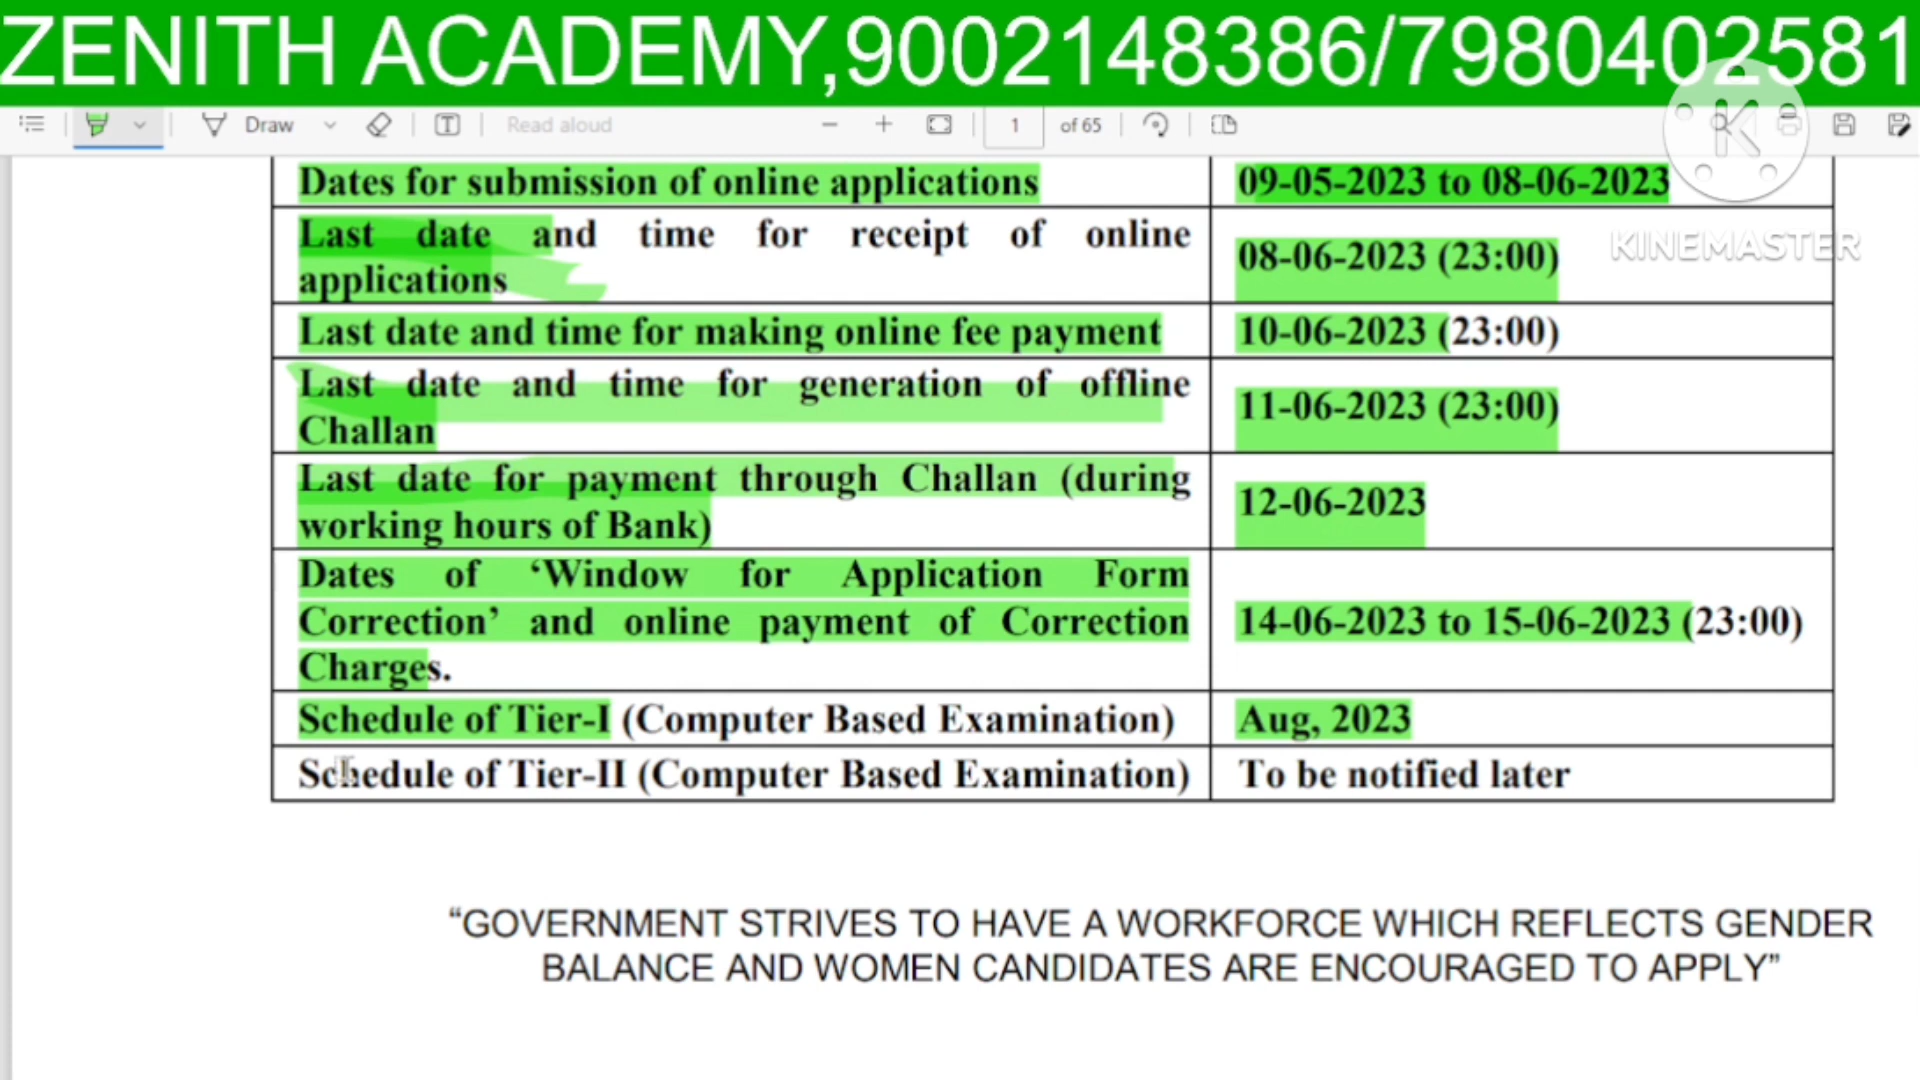 ZENITH ACADEMY,9002148386/7980402581
Draw
Read aloud
1 of 65
K
KINEMASTER
Dates for submission of online applications 09-05-2023 to 08-06-2023
Last date and time for receipt of online
applications
08-06-2023 (23:00)
Last date and time for making online fee payment 10-06-2023 (23:00)
Last date and time for generation of offline
Challan
11-06-2023 (23:00)
Last date for payment through Challan (during
working hours of Bank)
12-06-2023
Dates of ‘Window for Application Form
Correction’ and online payment of Correction
Charges.
14-06-2023 to 15-06-2023 (23:00)
Schedule of Tier-I (Computer Based Examination) Aug, 2023
Schedule of Tier-II (Computer Based Examination) To be notified later
“GOVERNMENT STRIVES TO HAVE A WORKFORCE WHICH REFLECTS GENDER
BALANCE AND WOMEN CANDIDATES ARE ENCOURAGED TO APPLY”